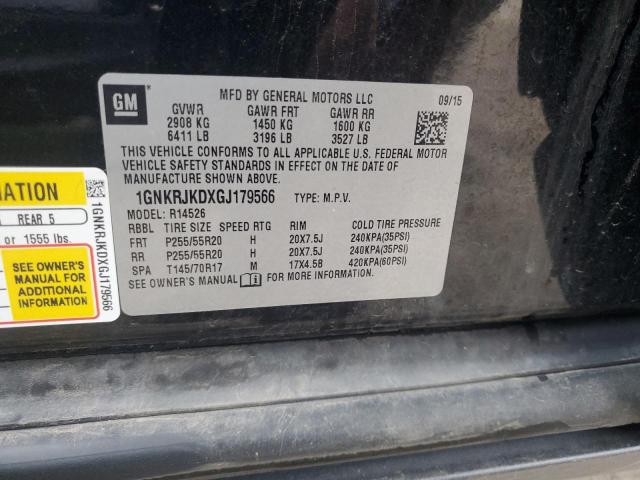 GM
MFD BY GENERAL MOTORS LLC
09/15
GVWR GAWR FRT GAWR RR
2908 KG 1450 KG 1600 KG
6411 LB 3196 LB 3527 LB
THIS VEHICLE CONFORMS TO ALL APPLICABLE U.S. FEDERAL MOTOR
VEHICLE SAFETY STANDARDS IN EFFECT ON THE DATE OF
MANUFACTURE SHOWN ABOVE.
1GNKRJKDXGJ179566 TYPE: M.P.V.
MODEL: R14526
RBBL TIRE SIZE SPEED RTG RIM COLD TIRE PRESSURE
FRT P255/55R20 H 20X7.5J 240KPA(35PSI)
RR P255/55R20 H 20X7.5J 240KPA(35PSI)
SPA T145/70R17 M 17X4.5B 420KPA(60PSI)
SEE OWNER'S MANUAL FOR MORE INFORMATION.
REAR 5
or 1555 lbs.
SEE OWNER'S
MANUAL FOR
ADDITIONAL
INFORMATION
1GNKRJKDXGJ179566